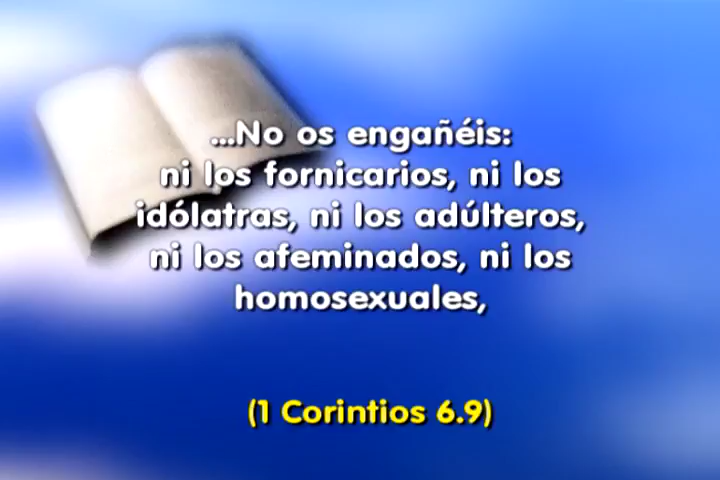 ...No os engañéis:
ni los fornicarios, ni los
idólatras, ni los adúlteros,
ni los afeminados, ni los
homosexuales,
(1 Corintios 6.9)